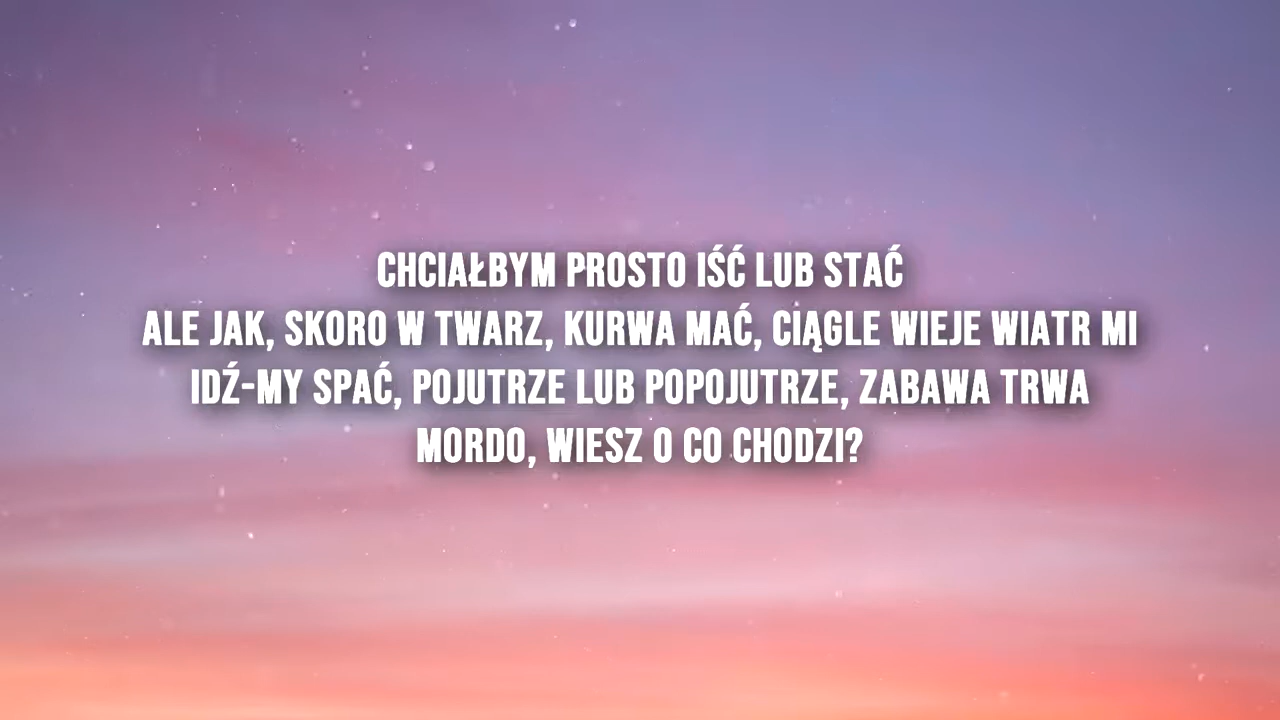 CHCIAŁBYM PROSTO IŚĆ LUB STAĆ
ALE JAK, SKORO W TWARZ, KURWA MAĆ, CIĄGLE WIEJE WIATR MI
IDŹ-MY SPAĆ, POJUTRZE LUB POPOJUTRZE, ZABAWA TRWA
MORDO, WIESZ O CO CHODZI?